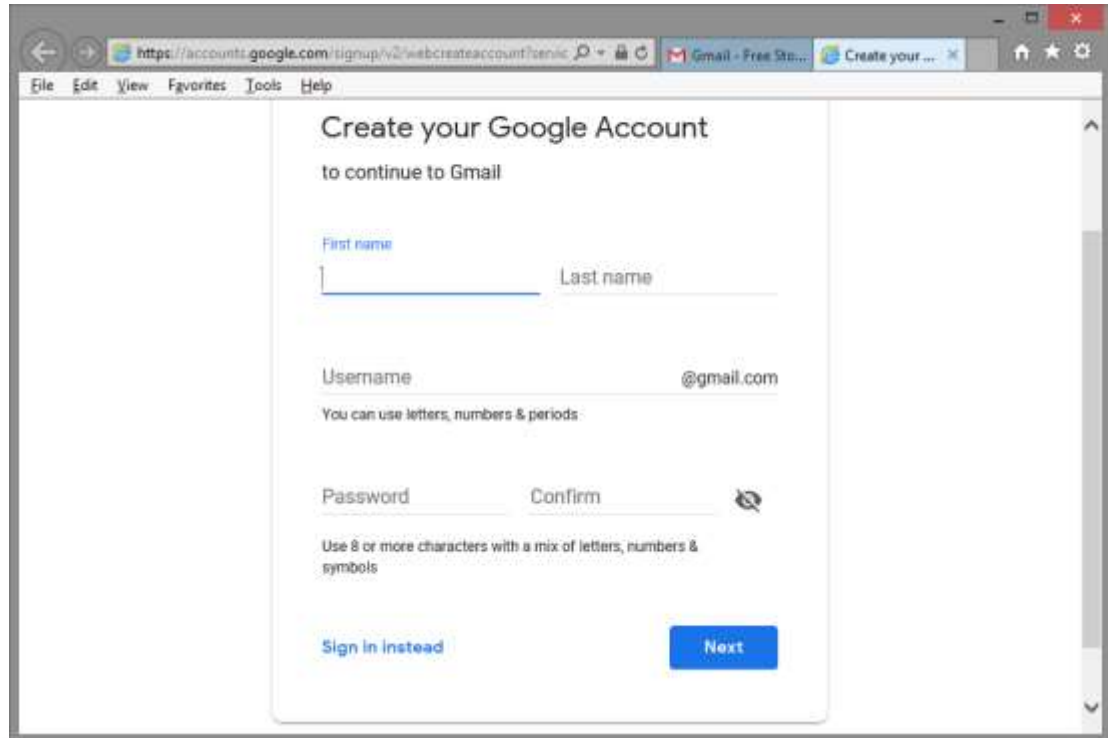 https://accounts.google.com/signup/v2/webcreateaccount?servic
Gmail - Free Sto...
Create your ...
File Edit View Favorites Tools Help
Create your Google Account
to continue to Gmail
First name
Last name
Username @gmail.com
You can use letters, numbers & periods
Password Confirm
Use 8 or more characters with a mix of letters, numbers &
symbols
Sign in instead Next